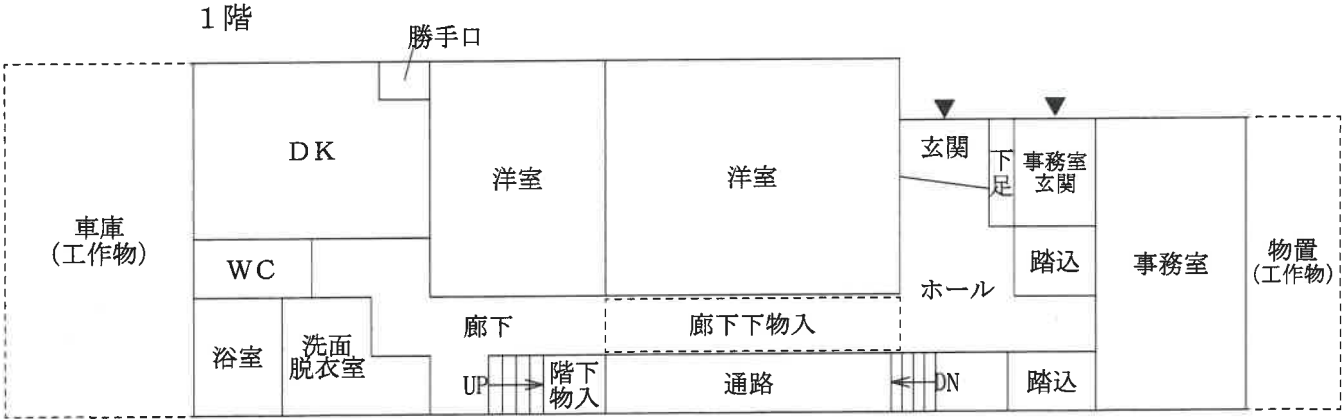 1階
勝手口
DK
洋室
洋室
玄関
下足
事務室
玄関
車庫
(工作物)
WC
踏込
事務室
物置
(工作物)
ホール
廊下
廊下下物入
浴室
洗面
脱衣室
UP
階下
物入
通路
DN
踏込